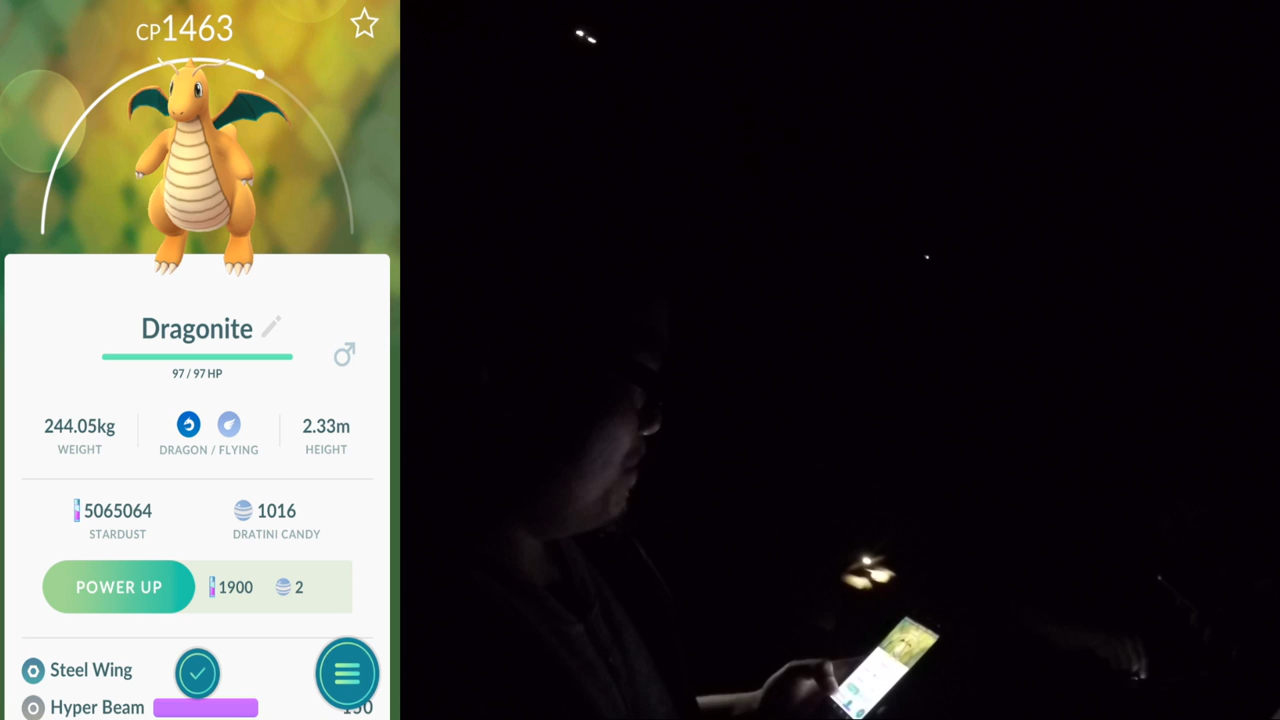 CP1463
Dragonite
97 / 97 HP
244.05kg
WEIGHT
DRAGON / FLYING
2.33m
HEIGHT
5065064
STARDUST
1016
DRATINI CANDY
POWER UP
1900
2
Steel Wing
Hyper Beam